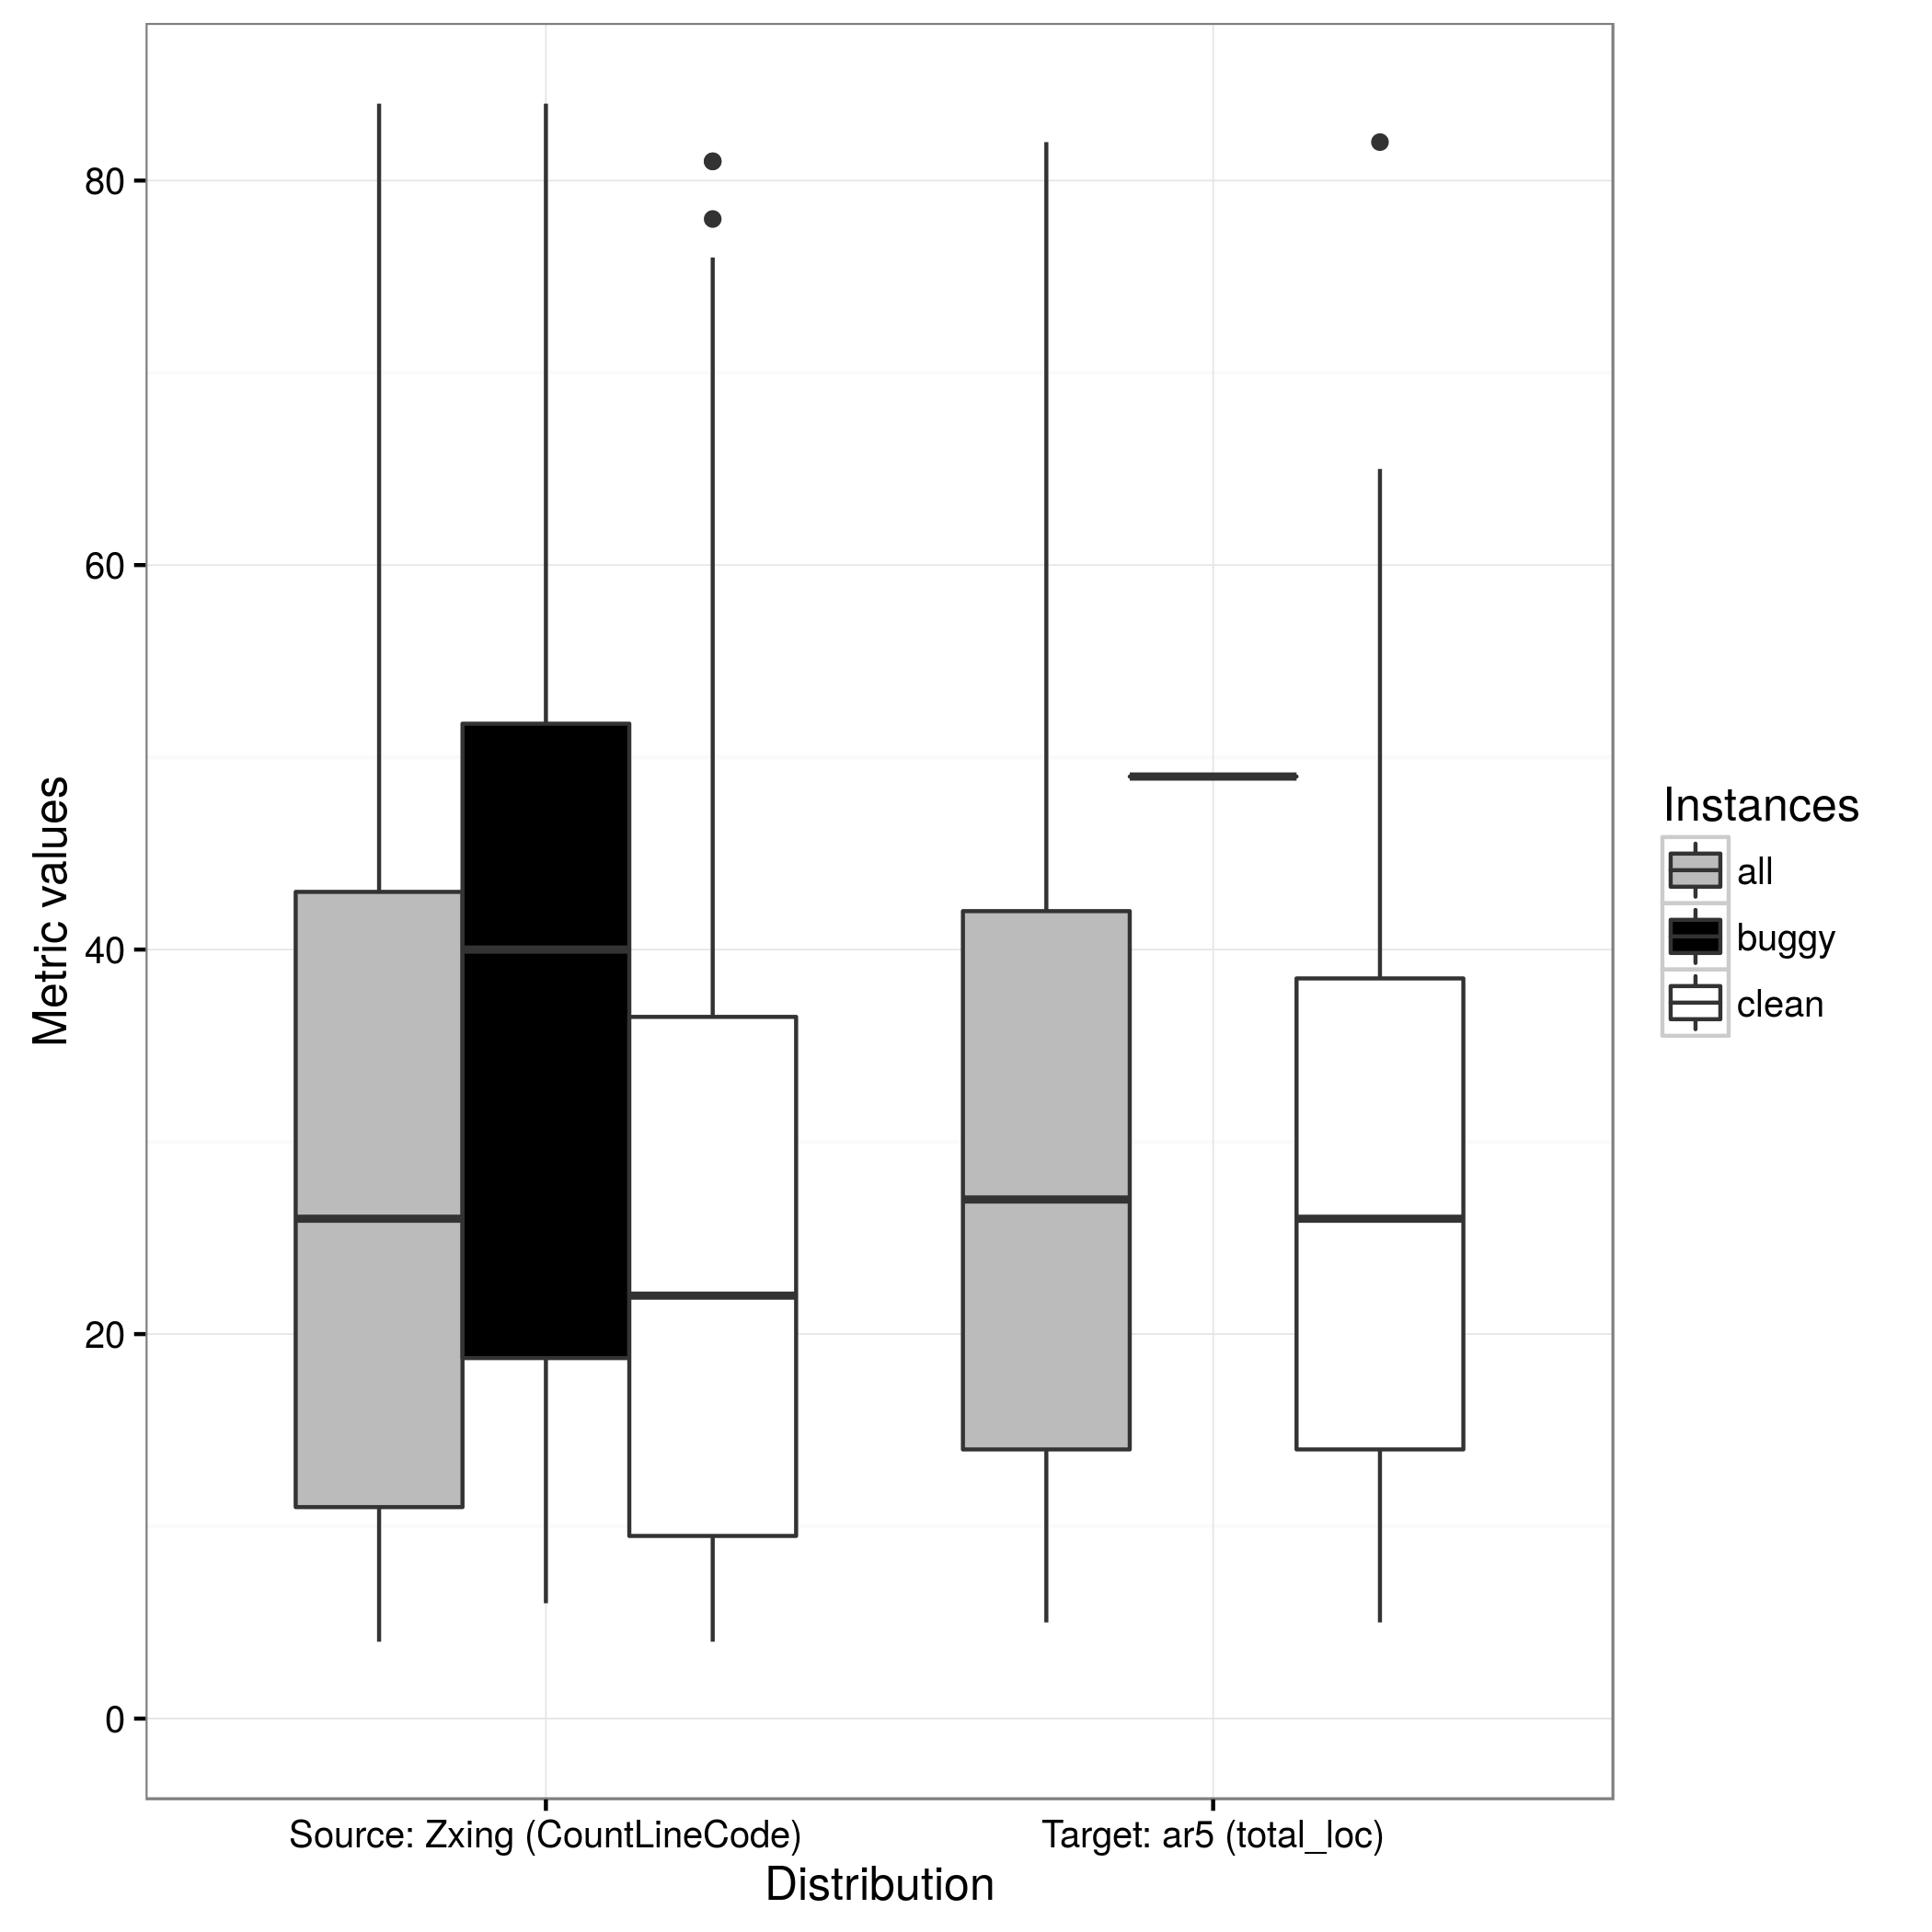 80
60
40
20
0
Metric values
Source: Zxing (CountLineCode)
Target: ar5 (total_loc)
Distribution
Instances
all
buggy
clean